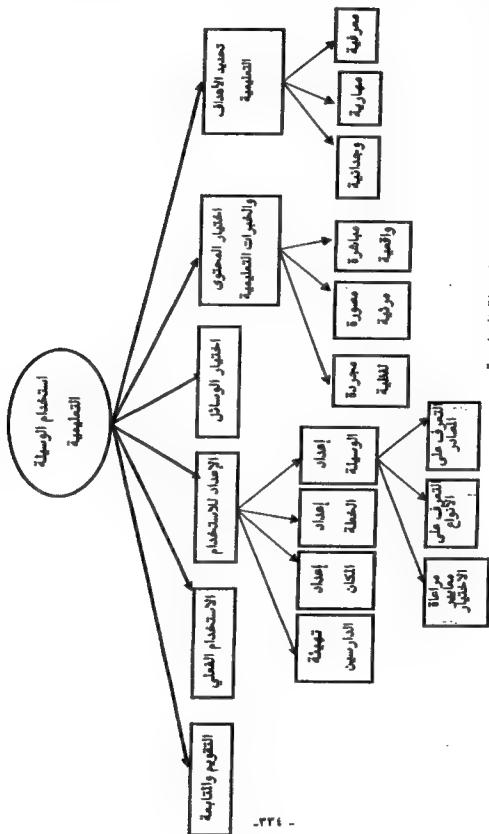 استخدام الوسيلة
التعليمية
تحديد الأهداف
التعليمية
اختيار المحتوى
والخبرات التعليمية
اختيار الوسائل
الإعداد للاستخدام
الاستخدام الفعلي
التقويم والمتابعة
معرفية
مهارية
وجدانية
واقعية
مباشرة
مرئية
مصورة
لفظية
مجردة
إعداد
الوسيلة
إعداد
الخطة
إعداد
المكان
تهيئة
الدارسين
التعرف على
المصادر
التعرف على
الأنواع
مراعاة
معايير
الاختيار
-٣٣٤-